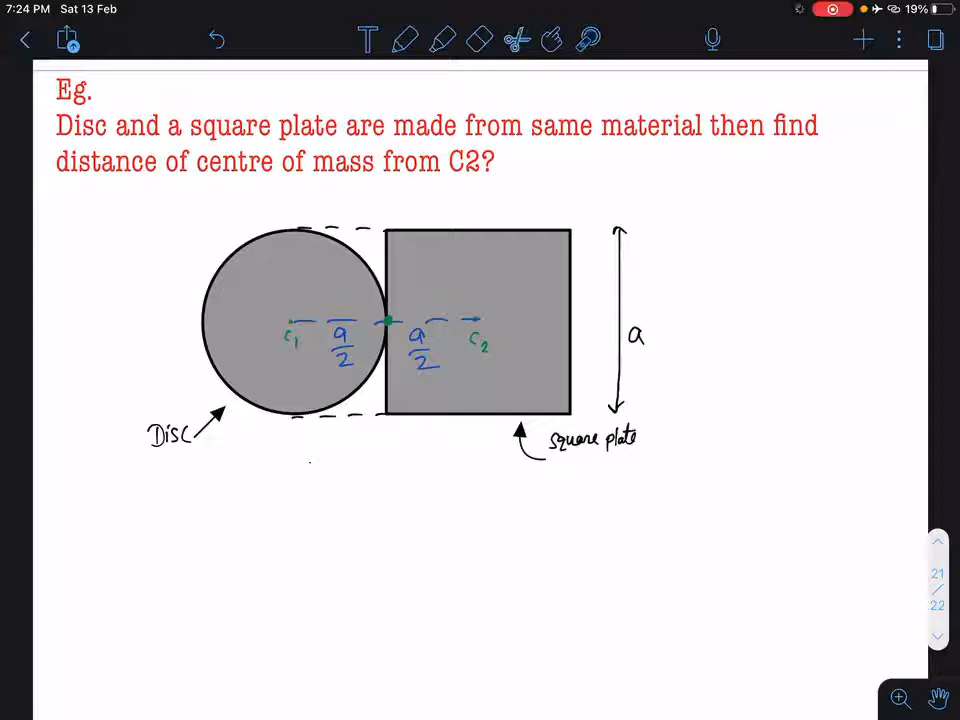 7:24 PM Sat 13 Feb
19%
Eg.
Disc and a square plate are made from same material then find
distance of centre of mass from C2?
C1
a/2
a/2
C2
a
Disc
square plate
21
/
22